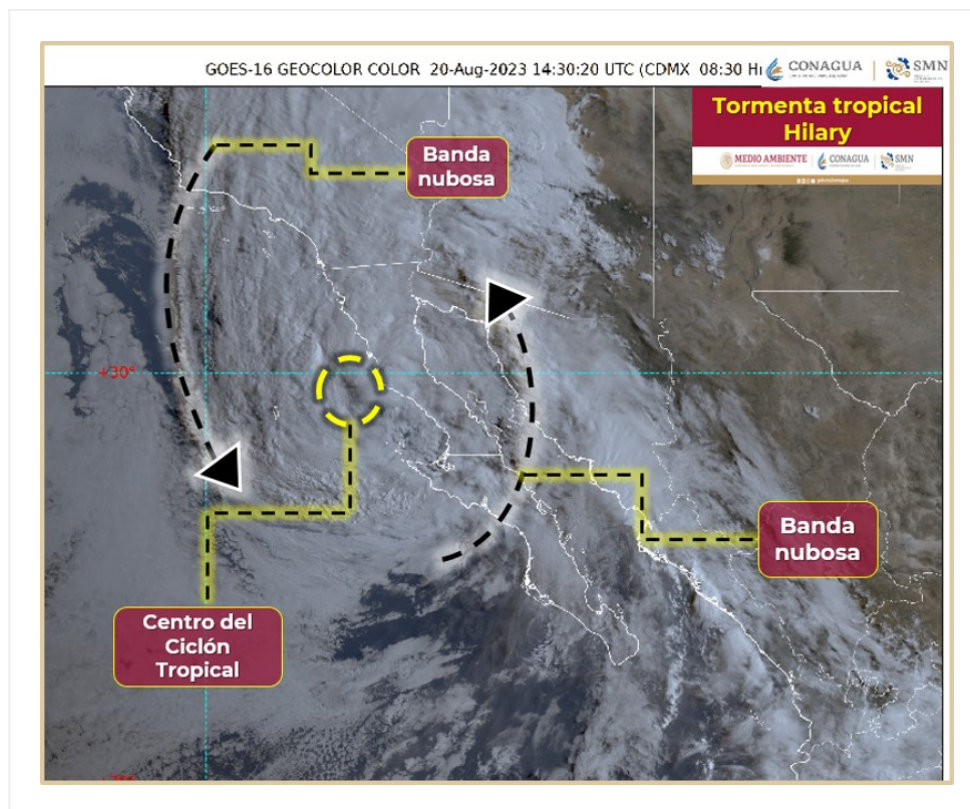 GOES-16 GEOCOLOR COLOR 20-Aug-2023 14:30:20 UTC (CDMX 08:30 H
CONAGUA
SMN
Tormenta tropical
Hilary
MEDIO AMBIENTE
CONAGUA
SMN
Banda
nubosa
+30°
Banda
nubosa
Centro del
Ciclón
Tropical